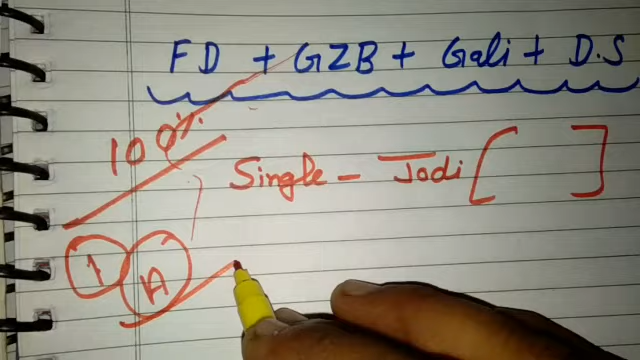 FD + GZB + Gali + D.S
100%
Single - Jodi [ ]
1 A